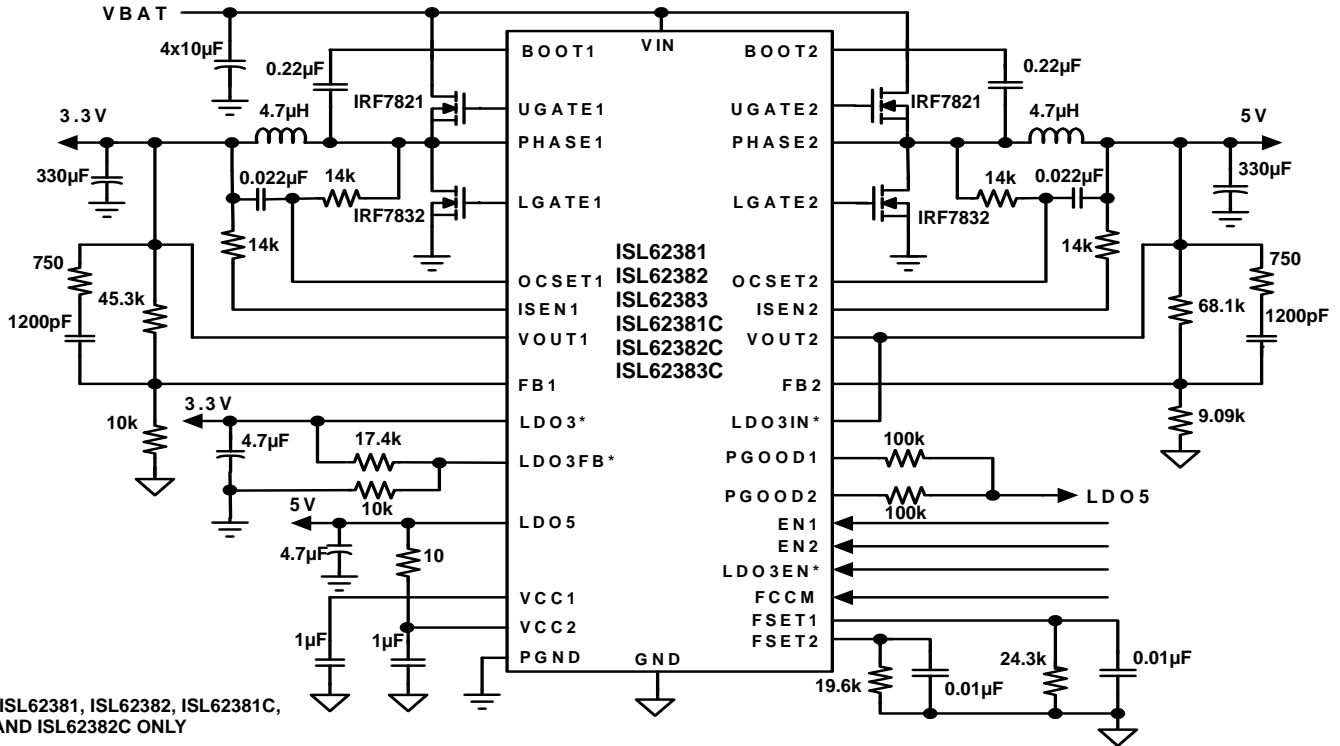 VBAT
4x10µF
0.22µF
IRF7821
4.7µH
3.3V
330µF
0.022µF
14k
IRF7832
14k
750
45.3k
1200pF
10k
3.3V
4.7µF
17.4k
10k
5V
4.7µF
10
1µF
1µF
VIN
BOOT1
UGATE1
PHASE1
LGATE1
OCSET1
ISEN1
VOUT1
FB1
LDO3*
LDO3FB*
LDO5
VCC1
VCC2
PGND
GND
ISL62381
ISL62382
ISL62383
ISL62381C
ISL62382C
ISL62383C
BOOT2
UGATE2
PHASE2
LGATE2
OCSET2
ISEN2
VOUT2
FB2
LDO3IN*
PGOOD1
PGOOD2
EN1
EN2
LDO3EN*
FCCM
FSET1
FSET2
0.22µF
IRF7821
4.7µH
5V
330µF
14k
0.022µF
IRF7832
14k
750
68.1k
1200pF
9.09k
100k
100k
LDO5
19.6k
0.01µF
24.3k
0.01µF
ISL62381, ISL62382, ISL62381C,
AND ISL62382C ONLY